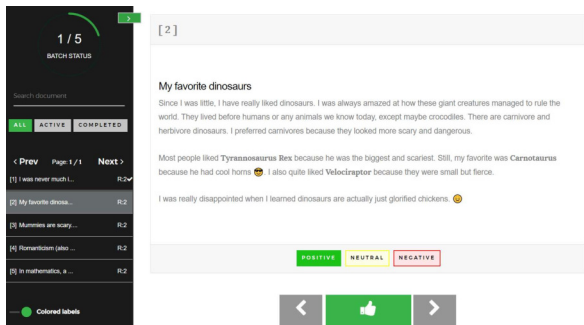 1 / 5
BATCH STATUS
Search document
ALL ACTIVE COMPLETED
< Prev Page: 1 / 1 Next >
[1] I was never much l... R:2✔
[2] My favorite dinosa... R:2
[3] Mummies are scary.... R:2
[4] Romanticism (also ... R:2
[5] In mathematics, a ... R:2
Colored labels
[ 2 ]
My favorite dinosaurs
Since I was little, I have really liked dinosaurs. I was always amazed at how these giant creatures managed to rule the
world. They lived before humans or any animals we know today, except maybe crocodiles. There are carnivore and
herbivore dinosaurs. I preferred carnivores because they looked more scary and dangerous.
Most people liked Tyrannosaurus Rex because he was the biggest and scariest. Still, my favorite was Carnotaurus
because he had cool horns 😎. I also quite liked Velociraptor because they were small but fierce.
I was really disappointed when I learned dinosaurs are actually just glorified chickens. 😉
POSITIVE NEUTRAL NEGATIVE